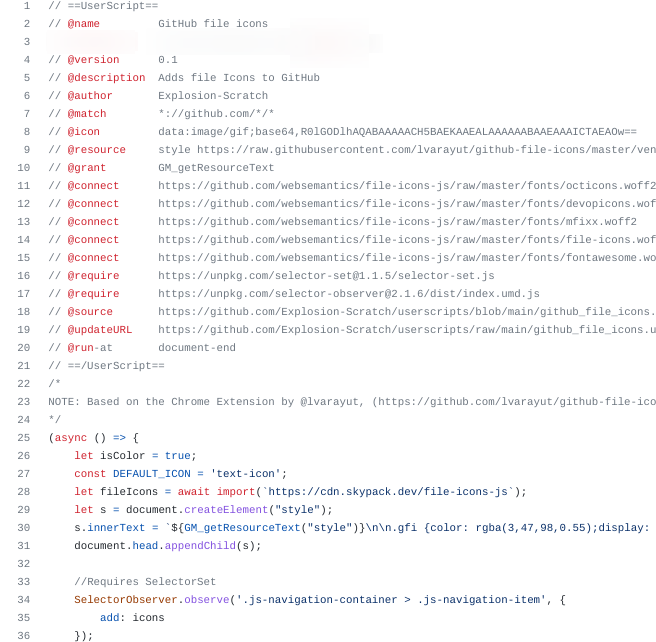 1 // ==UserScript==
2 // @name GitHub file icons
3
4 // @version 0.1
5 // @description Adds file Icons to GitHub
6 // @author Explosion-Scratch
7 // @match *://github.com/*/*
8 // @icon data:image/gif;base64,R0lGODlhAQABAAAAACH5BAEKAAEALAAAAAABAAEAAAICTAEAOw==
9 // @resource style https://raw.githubusercontent.com/lvarayut/github-file-icons/master/ven
10 // @grant GM_getResourceText
11 // @connect https://github.com/websemantics/file-icons-js/raw/master/fonts/octicons.woff2
12 // @connect https://github.com/websemantics/file-icons-js/raw/master/fonts/devopicons.wof
13 // @connect https://github.com/websemantics/file-icons-js/raw/master/fonts/mfixx.woff2
14 // @connect https://github.com/websemantics/file-icons-js/raw/master/fonts/file-icons.wof
15 // @connect https://github.com/websemantics/file-icons-js/raw/master/fonts/fontawesome.wo
16 // @require https://unpkg.com/selector-set@1.1.5/selector-set.js
17 // @require https://unpkg.com/selector-observer@2.1.6/dist/index.umd.js
18 // @source https://github.com/Explosion-Scratch/userscripts/blob/main/github_file_icons.
19 // @updateURL https://github.com/Explosion-Scratch/userscripts/raw/main/github_file_icons.u
20 // @run-at document-end
21 // ==/UserScript==
22 /*
23 NOTE: Based on the Chrome Extension by @lvarayut, (https://github.com/lvarayut/github-file-ico
24 */
25 (async () => {
26 let isColor = true;
27 const DEFAULT_ICON = 'text-icon';
28 let fileIcons = await import(`https://cdn.skypack.dev/file-icons-js`);
29 let s = document.createElement("style");
30 s.innerText = `${GM_getResourceText("style")}\n\n.gfi {color: rgba(3,47,98,0.55);display:
31 document.head.appendChild(s);
32
33 //Requires SelectorSet
34 SelectorObserver.observe('.js-navigation-container > .js-navigation-item', {
35 add: icons
36 });